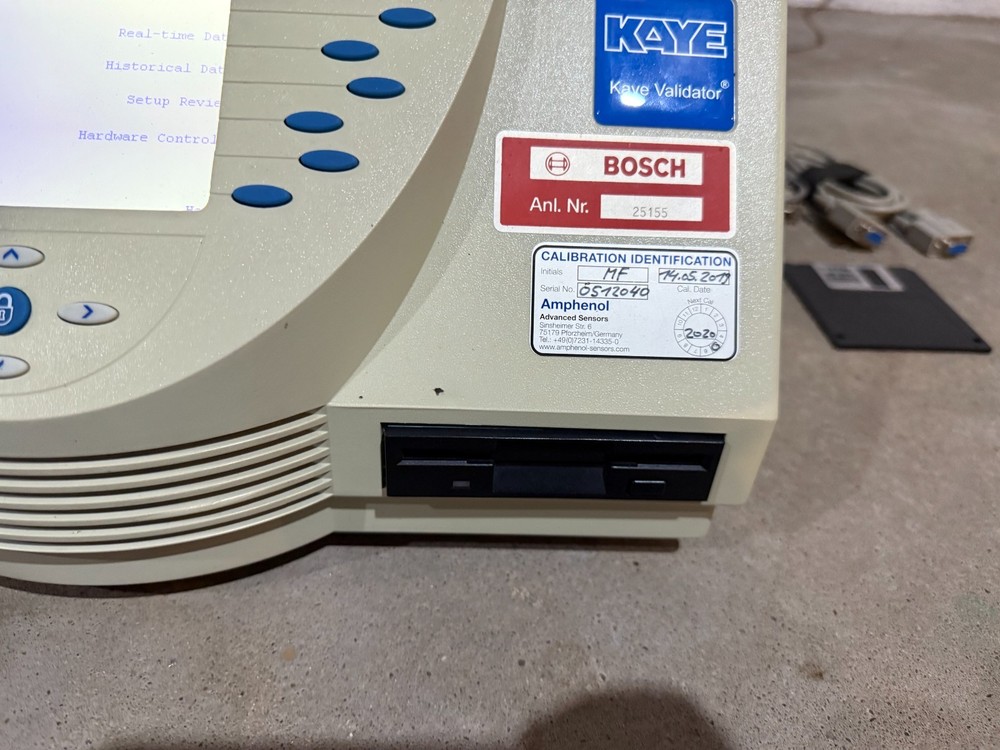 Real-time Dat
Historical Dat
Setup Revie
Hardware Control
KAYE
Kaye Validator®
BOSCH
Anl. Nr. 25155
CALIBRATION IDENTIFICATION
Initials MF 14.05.2019
Serial No. 0512040 Cal. Date
Amphenol
Advanced Sensors
Sinsheimer Str. 6
75179 Pforzheim/Germany
Tel.: +49(0)7231-14335-0
www.amphenol-sensors.com
Next Cal
2020